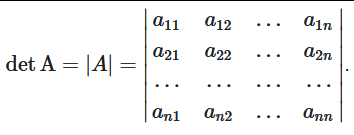 det A = |A| = | a₁₁ a₁₂ … a₁ₙ |
| a₂₁ a₂₂ … a₂ₙ |
| … … … … |
| aₙ₁ aₙ₂ … aₙₙ | .